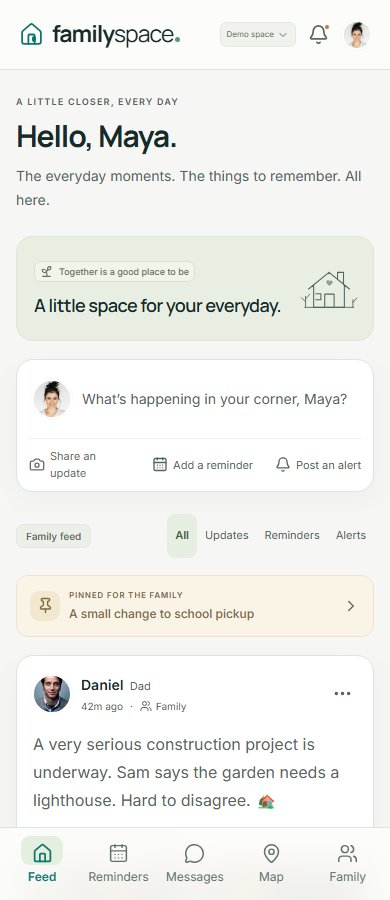 familyspace.
Demo space
A LITTLE CLOSER, EVERY DAY
Hello, Maya.
The everyday moments. The things to remember. All
here.
Together is a good place to be
A little space for your everyday.
What's happening in your corner, Maya?
Share an
update
Add a reminder
Post an alert
Family feed
All
Updates
Reminders
Alerts
PINNED FOR THE FAMILY
A small change to school pickup
Daniel Dad
42m ago · Family
A very serious construction project is
underway. Sam says the garden needs a
lighthouse. Hard to disagree. 🏠
Feed
Reminders
Messages
Map
Family